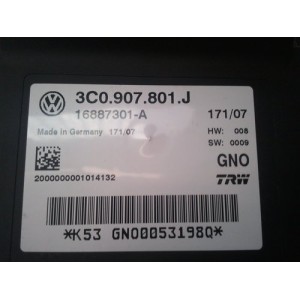 3C0.907.801.J
16887301-A 171/07
Made in Germany 171/07 HW: 008
SW: 0009
GNO
2000000001014132 TRW
*K53 GNO0053198Q*